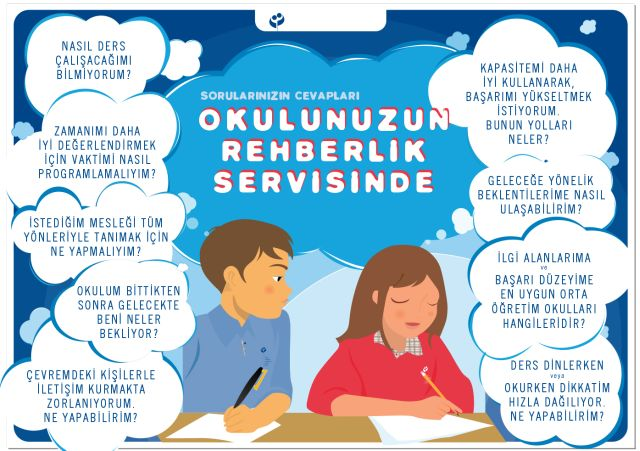 NASIL DERS
ÇALIŞACAĞIMI
BİLMİYORUM?
ZAMANIMI DAHA
İYİ DEĞERLENDİRMEK
İÇİN VAKTİMİ NASIL
PROGRAMLAMALIYIM?
İSTEDİĞİM MESLEĞİ TÜM
YÖNLERİYLE TANIMAK İÇİN
NE YAPMALIYIM?
OKULUM BİTTİKTEN
SONRA GELECEKTE
BENİ NELER
BEKLİYOR?
ÇEVREMDEKİ KİŞİLERLE
İLETİŞİM KURMAKTA
ZORLANIYORUM.
NE YAPABİLİRİM?
SORULARINIZIN CEVAPLARI
OKULUNUZUN
REHBERLİK
SERVİSİNDE
KAPASİTEMİ DAHA
İYİ KULLANARAK,
BAŞARIMI YÜKSELTMEK
İSTİYORUM.
BUNUN YOLLARI
NELER?
GELECEĞE YÖNELİK
BEKLENTİLERİME NASIL
ULAŞABİLİRİM?
İLGİ ALANLARIMA
ve
BAŞARI DÜZEYİME
EN UYGUN ORTA
ÖĞRETİM OKULLARI
HANGİLERİDİR?
DERS DİNLERKEN
veya
OKURKEN DİKKATİM
HIZLA DAĞILIYOR.
NE YAPABİLİRİM?